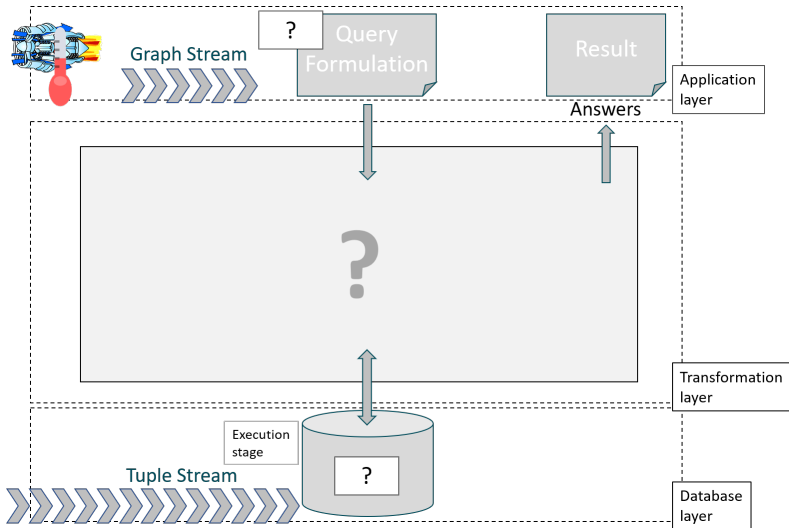 ?
Query
Formulation
Result
Graph Stream
Application
layer
Answers
?
Transformation
layer
Execution
stage
?
Tuple Stream
Database
layer